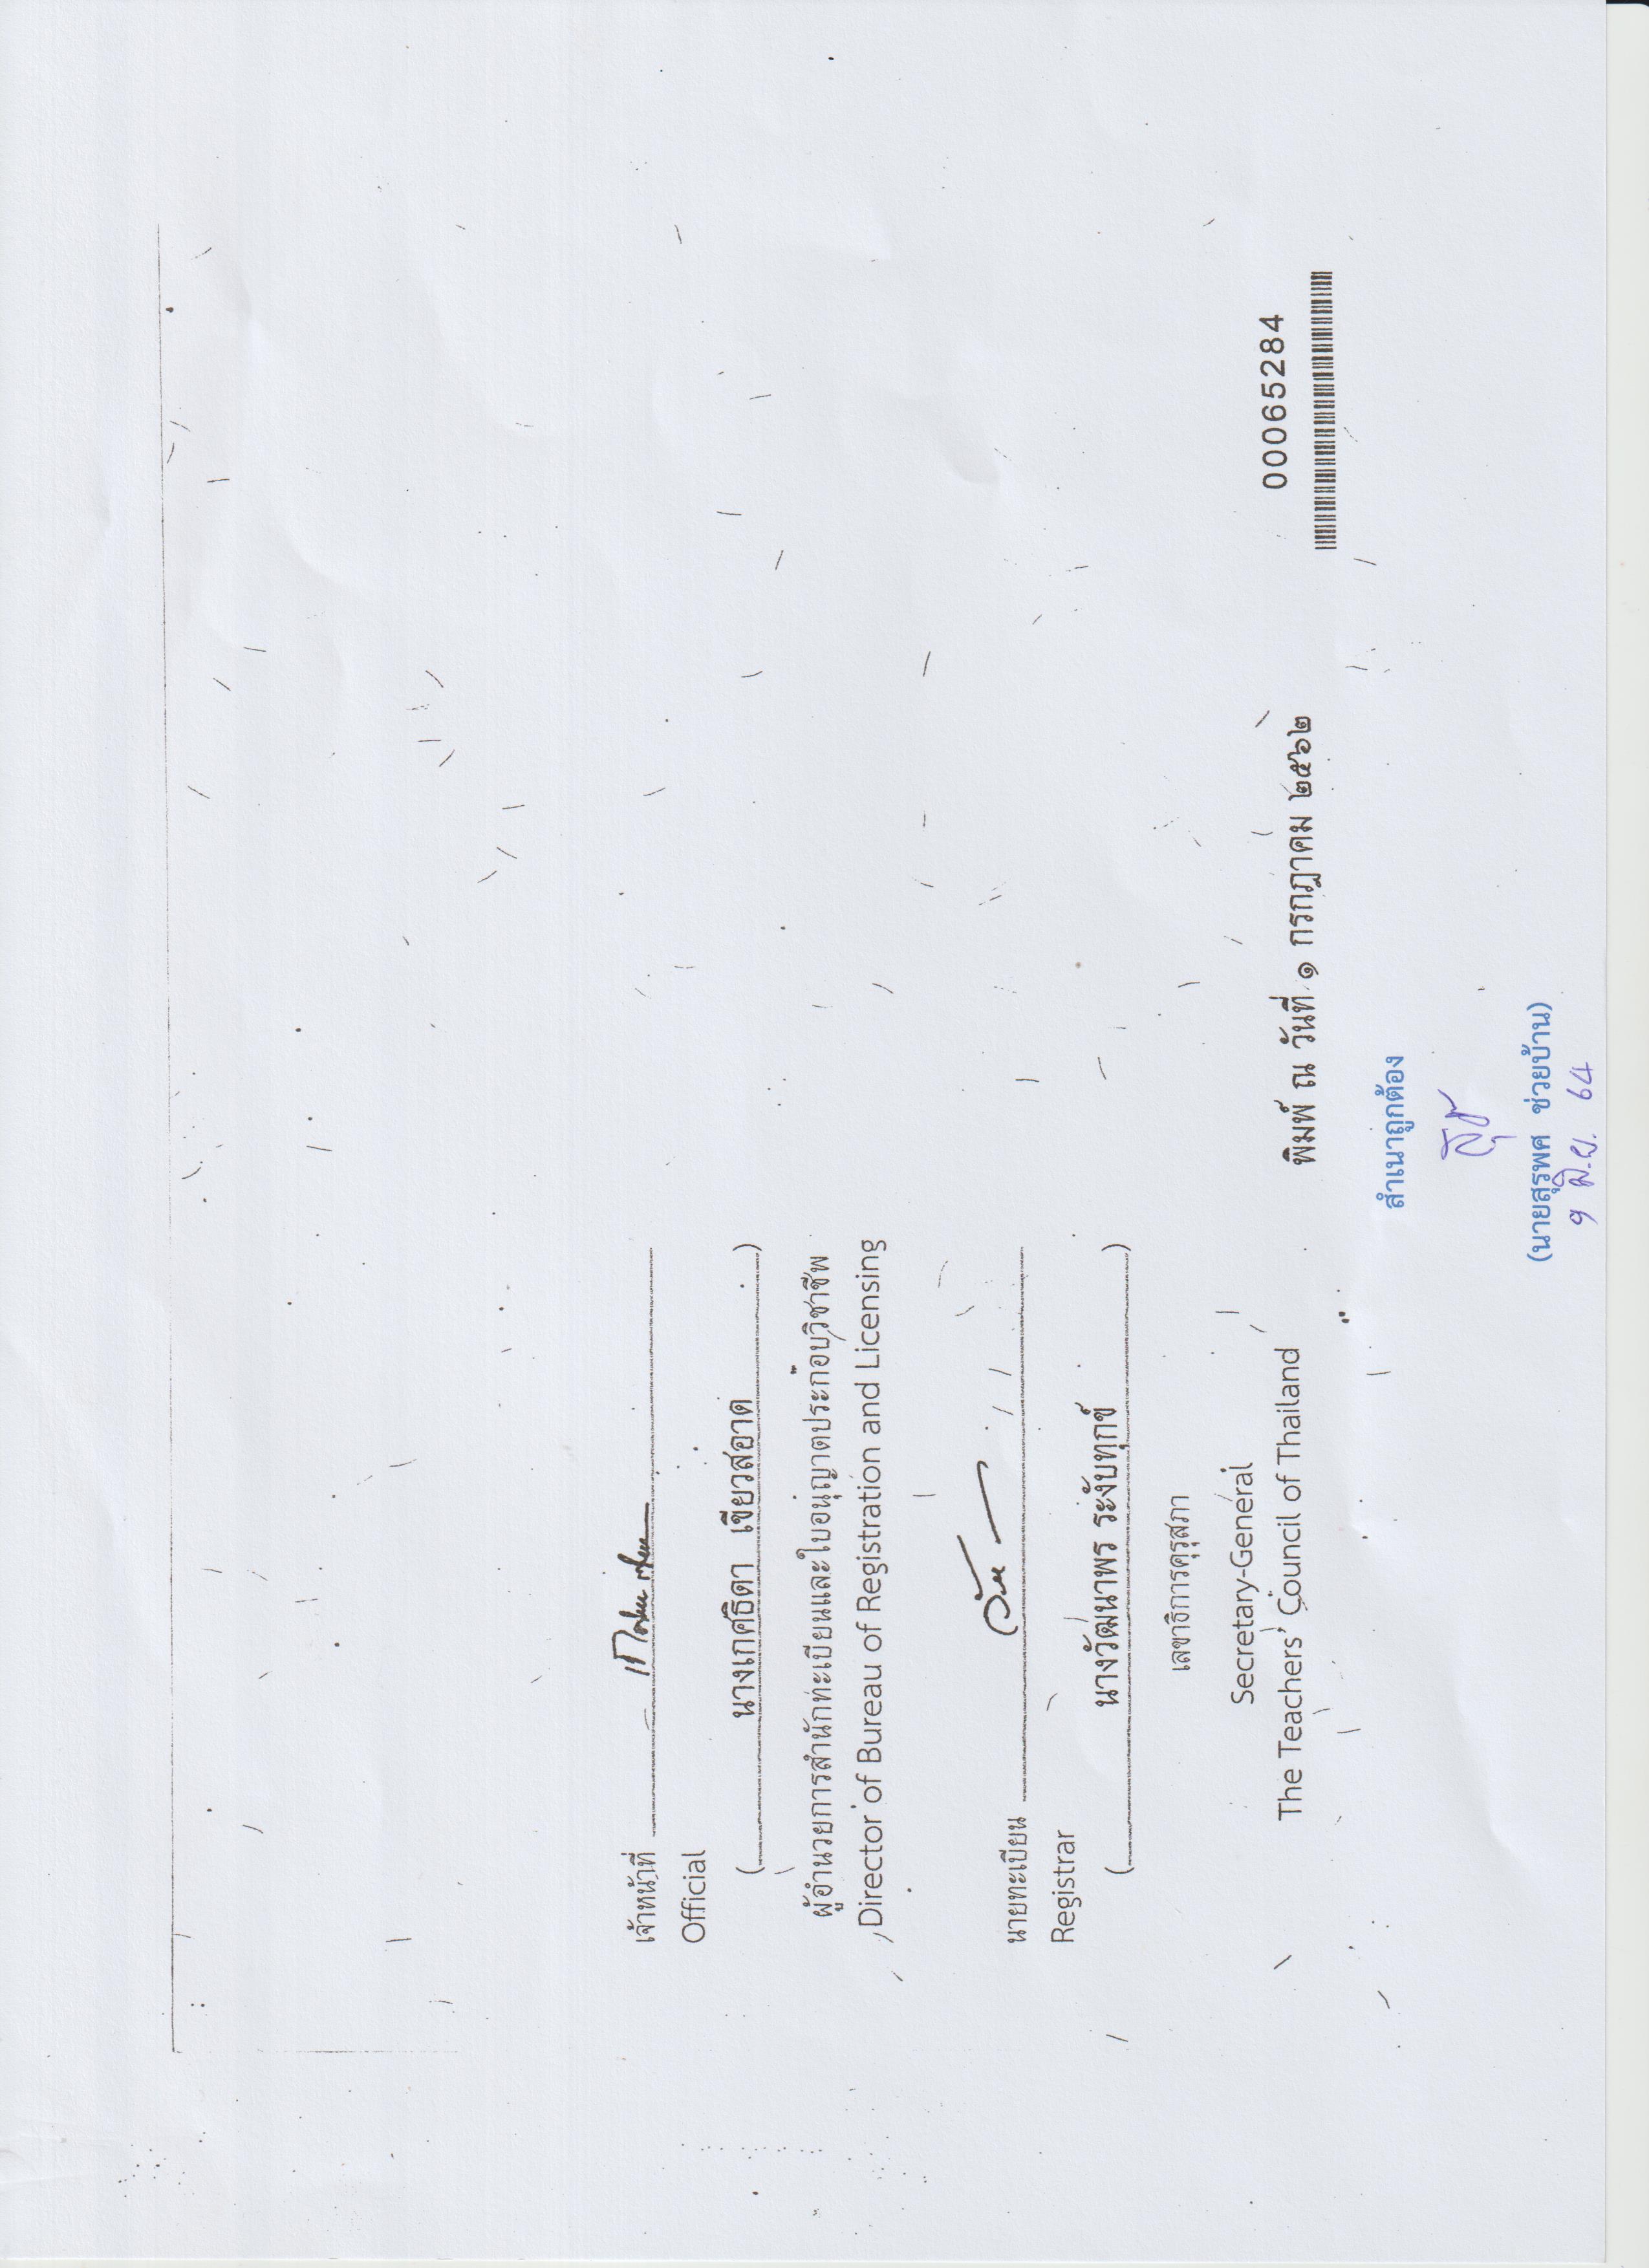 เจ้าหน้าที่
Official
( นางเกศธิดา เขียวสอาด )
ผู้อำนวยการสำนักทะเบียนและใบอนุญาตประกอบวิชาชีพ
Director of Bureau of Registration and Licensing
นายทะเบียน
Registrar
( นางวัฒนาพร ระงับทุกข์ )
เลขาธิการคุรุสภา
Secretary-General
The Teachers' Council of Thailand
พิมพ์ ณ วันที่ ๑ กรกฎาคม ๒๕๖๒
00065284
สำเนาถูกต้อง
(นายสุรพศ ช่วยบ้าน)